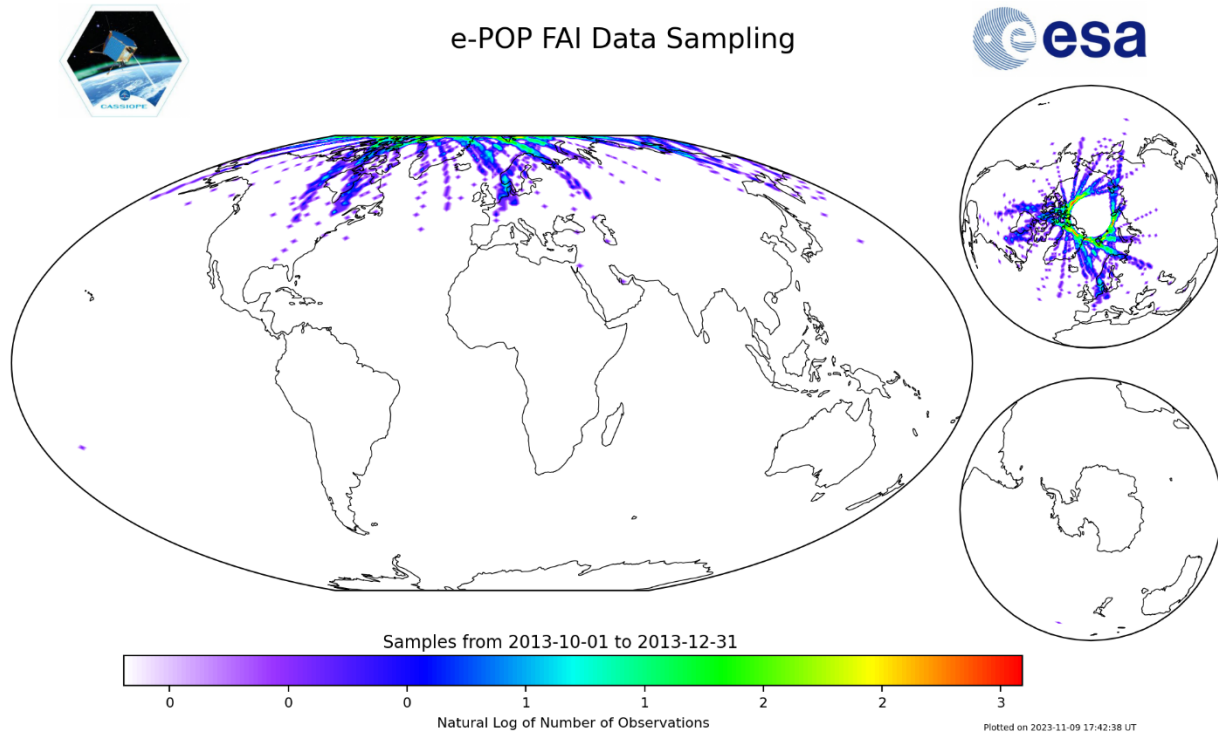 e-POP FAI Data Sampling
CASSIOPE
esa
Samples from 2013-10-01 to 2013-12-31
0 0 0 1 1 2 2 3
Natural Log of Number of Observations
Plotted on 2023-11-09 17:42:38 UT